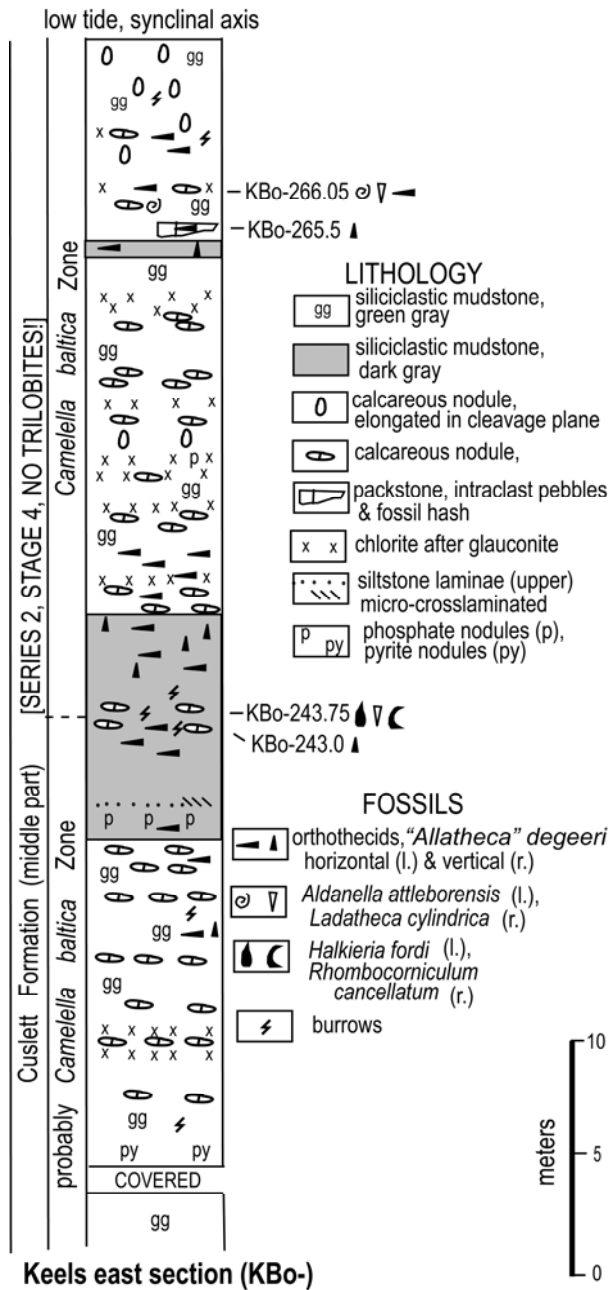 low tide, synclinal axis
gg
gg
x
x
x
gg
KBo-266.05
KBo-265.5
gg
x x x x
x x
gg
x x x x
x x p x
x x x x
gg
gg
x x x x
KBo-243.75
KBo-243.0
p p p
gg
gg
gg
x x x x
x x x x
gg
py py
COVERED
gg
Cuslett Formation (middle part) [SERIES 2, STAGE 4, NO TRILOBITES!]
probably Camelella baltica Zone
Camelella baltica Zone
LITHOLOGY
gg siliciclastic mudstone,
green gray
siliciclastic mudstone,
dark gray
calcareous nodule,
elongated in cleavage plane
calcareous nodule,
packstone, intraclast pebbles
& fossil hash
x x chlorite after glauconite
siltstone laminae (upper)
micro-crosslaminated
p py phosphate nodules (p),
pyrite nodules (py)
FOSSILS
orthothecids,"Allatheca" degeeri
horizontal (l.) & vertical (r.)
Aldanella attleborensis (l.),
Ladatheca cylindrica (r.)
Halkieria fordi (l.),
Rhombocorniculum
cancellatum (r.)
burrows
10
5
0
meters
Keels east section (KBo-)